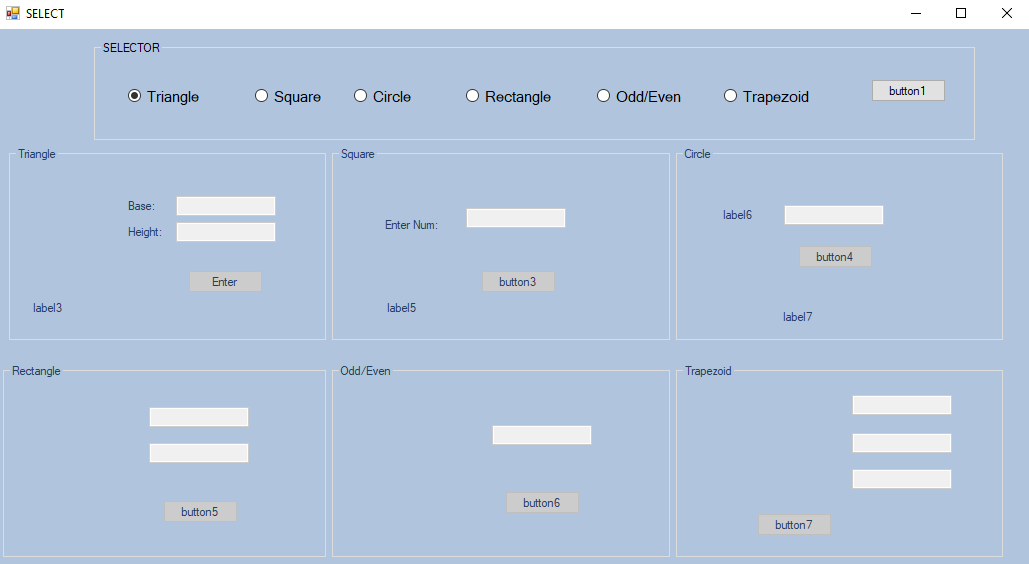 SELECT
SELECTOR
Triangle Square Circle Rectangle Odd/Even Trapezoid button1
Triangle
Base:
Height:
Enter
label3
Square
Enter Num:
button3
label5
Circle
label6
button4
label7
Rectangle
button5
Odd/Even
button6
Trapezoid
button7